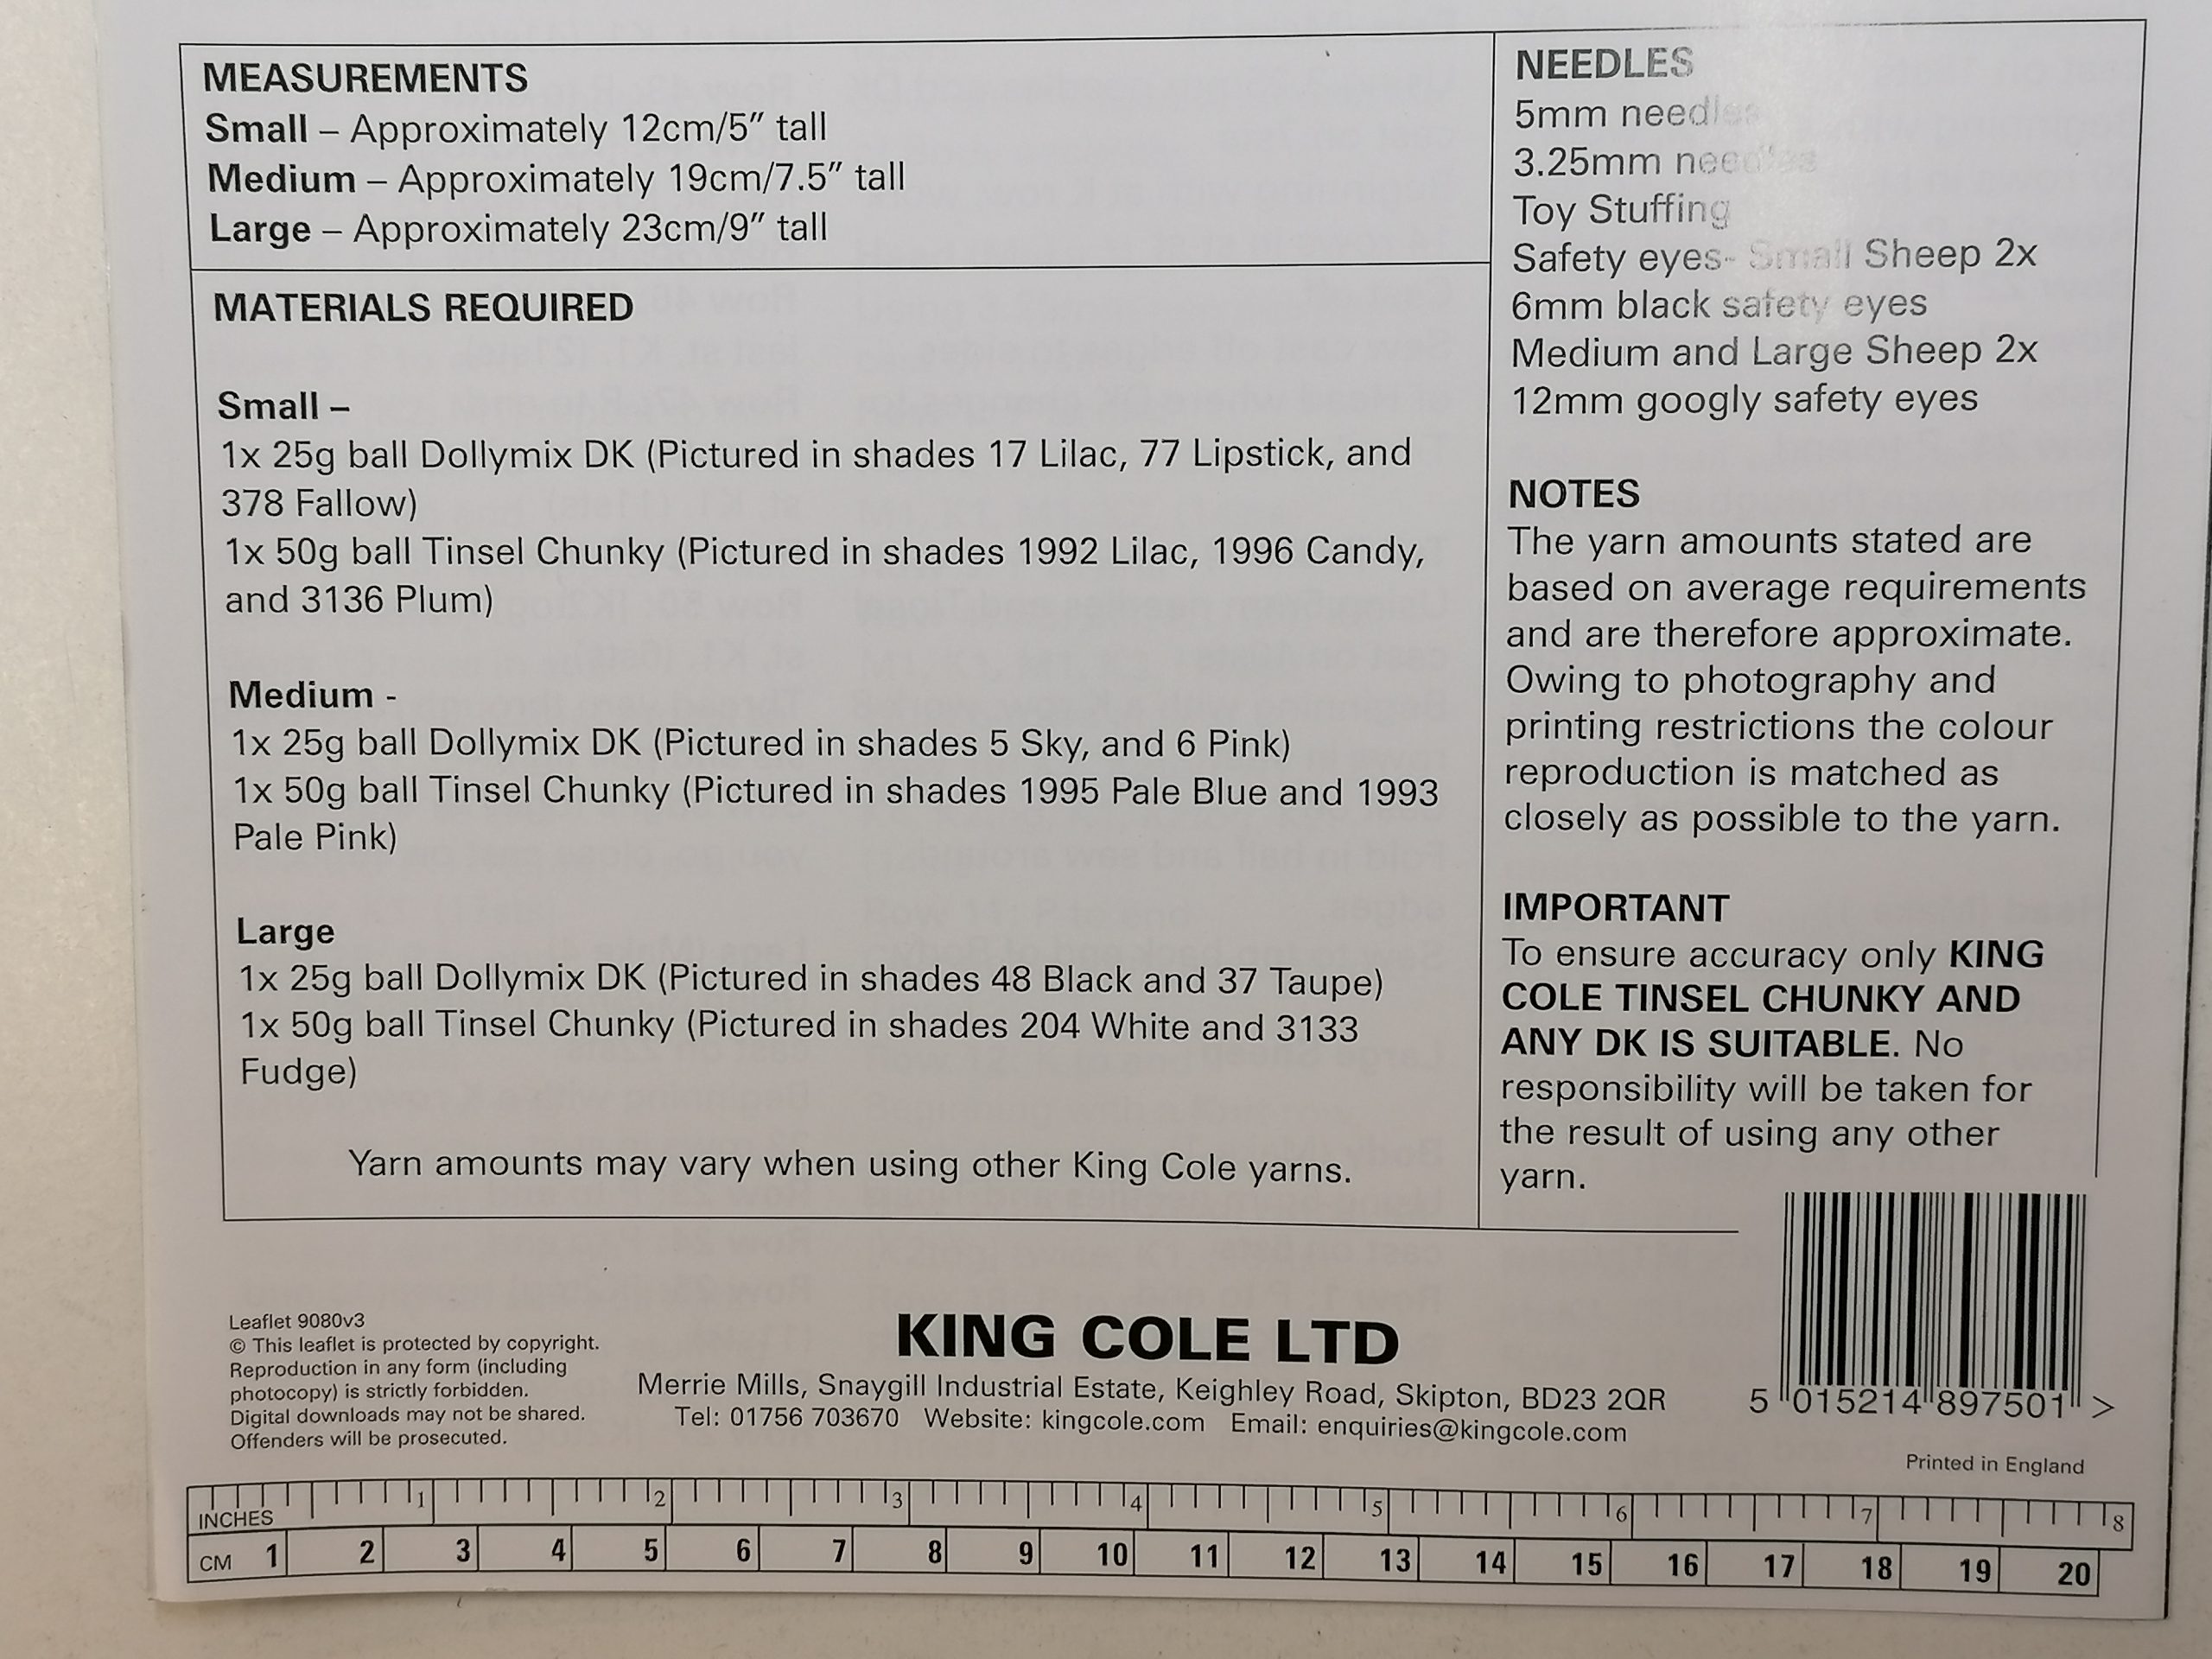 MEASUREMENTS
Small – Approximately 12cm/5″ tall
Medium – Approximately 19cm/7.5″ tall
Large – Approximately 23cm/9″ tall
MATERIALS REQUIRED
Small –
1x 25g ball Dollymix DK (Pictured in shades 17 Lilac, 77 Lipstick, and
378 Fallow)
1x 50g ball Tinsel Chunky (Pictured in shades 1992 Lilac, 1996 Candy,
and 3136 Plum)
Medium -
1x 25g ball Dollymix DK (Pictured in shades 5 Sky, and 6 Pink)
1x 50g ball Tinsel Chunky (Pictured in shades 1995 Pale Blue and 1993
Pale Pink)
Large
1x 25g ball Dollymix DK (Pictured in shades 48 Black and 37 Taupe)
1x 50g ball Tinsel Chunky (Pictured in shades 204 White and 3133
Fudge)
Yarn amounts may vary when using other King Cole yarns.
NEEDLES
5mm needles
3.25mm needles
Toy Stuffing
Safety eyes- Small Sheep 2x
6mm black safety eyes
Medium and Large Sheep 2x
12mm googly safety eyes
NOTES
The yarn amounts stated are
based on average requirements
and are therefore approximate.
Owing to photography and
printing restrictions the colour
reproduction is matched as
closely as possible to the yarn.
IMPORTANT
To ensure accuracy only KING
COLE TINSEL CHUNKY AND
ANY DK IS SUITABLE. No
responsibility will be taken for
the result of using any other
yarn.
Leaflet 9080v3
© This leaflet is protected by copyright.
Reproduction in any form (including
photocopy) is strictly forbidden.
Digital downloads may not be shared.
Offenders will be prosecuted.
KING COLE LTD
Merrie Mills, Snaygill Industrial Estate, Keighley Road, Skipton, BD23 2QR
Tel: 01756 703670 Website: kingcole.com Email: enquiries@kingcole.com
5 015214 897501 >
Printed in England
INCHES 1 2 3 4 5 6 7 8
CM 1 2 3 4 5 6 7 8 9 10 11 12 13 14 15 16 17 18 19 20